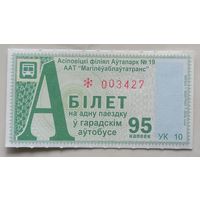 Асіповіцкі філіял Аўтапарк № 19
ААТ "Магілёўаблаўтатранс"
* 003427
А
БІЛЕТ
на адну паездку
у гарадскім
аўтобусе
95
капеек
УК 10